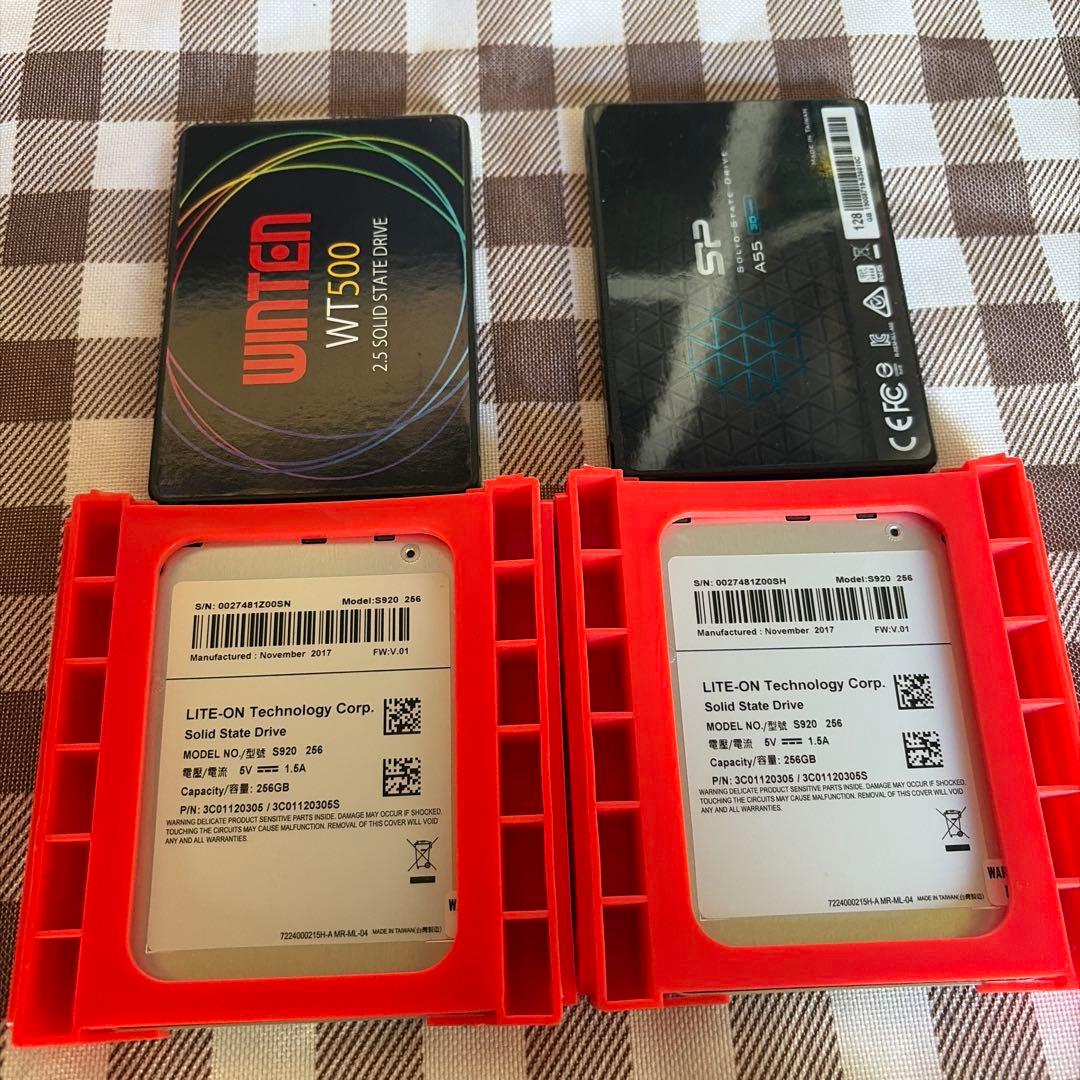 WINTEN
WT500
2.5 SOLID STATE DRIVE
SP
SOLID STATE DRIVE
A55 3D
128
GB
MADE IN TAIWAN
CE FC
S/N: 0027481Z00SN Model:S920 256
Manufactured : November 2017 FW:V.01
LITE-ON Technology Corp.
Solid State Drive
MODEL NO./型號 S920 256
電壓/電流 5V 1.5A
Capacity/容量: 256GB
P/N: 3C01120305 / 3C01120305S
WARNING DELICATE PRODUCT SENSITIVE PARTS INSIDE. DAMAGE MAY OCCUR IF SHOCKED.
TOUCHING THE CIRCUITS MAY CAUSE MALFUNCTION. REMOVAL OF THIS COVER WILL VOID
ANY AND ALL WARRANTIES.
W
7224000215H-A MR-ML-04 MADE IN TAIWAN(台灣製造)
S/N: 0027481Z00SH Model:S920 256
Manufactured : November 2017 FW:V.01
LITE-ON Technology Corp.
Solid State Drive
MODEL NO./型號 S920 256
電壓/電流 5V 1.5A
Capacity/容量: 256GB
P/N: 3C01120305 / 3C01120305S
WARNING DELICATE PRODUCT SENSITIVE PARTS INSIDE. DAMAGE MAY OCCUR IF SHOCKED.
TOUCHING THE CIRCUITS MAY CAUSE MALFUNCTION. REMOVAL OF THIS COVER WILL VOID
ANY AND ALL WARRANTIES.
WAR
7224000215H-A MR-ML-04 MADE IN TAIWAN(台灣製造)